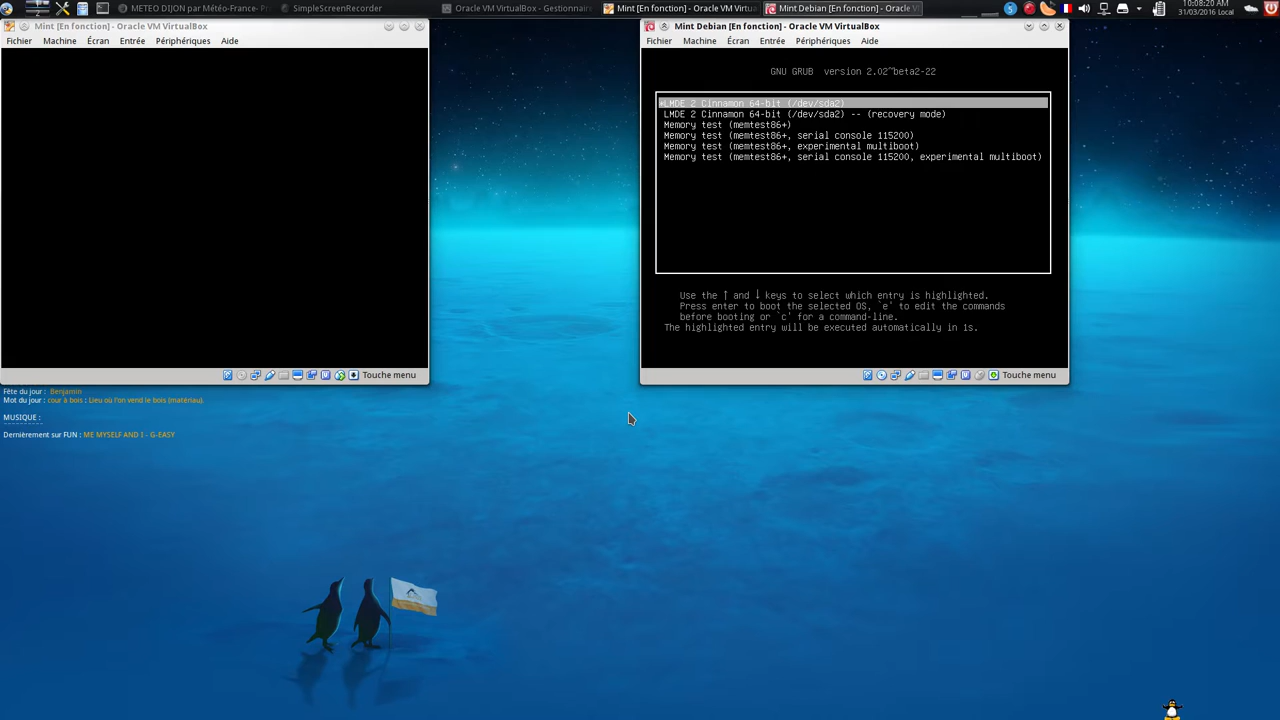 METEO DIJON par Météo-France- Pr
SimpleScreenRecorder
Oracle VM VirtualBox - Gestionnair
Mint [En fonction] - Oracle VM Virtu
Mint Debian [En fonction] - Oracle V
10:08:20 AM
31/03/2016 Local
Mint [En fonction] - Oracle VM VirtualBox
Fichier Machine Écran Entrée Périphériques Aide
Touche menu
Mint Debian [En fonction] - Oracle VM VirtualBox
Fichier Machine Écran Entrée Périphériques Aide
GNU GRUB version 2.02~beta2-22
*LMDE 2 Cinnamon 64-bit (/dev/sda2)
LMDE 2 Cinnamon 64-bit (/dev/sda2) -- (recovery mode)
Memory test (memtest86+)
Memory test (memtest86+, serial console 115200)
Memory test (memtest86+, experimental multiboot)
Memory test (memtest86+, serial console 115200, experimental multiboot)
Use the ↑ and ↓ keys to select which entry is highlighted.
Press enter to boot the selected OS, `e' to edit the commands
before booting or `c' for a command-line.
The highlighted entry will be executed automatically in 1s.
Touche menu
Fête du jour : Benjamin
Mot du jour : cour à bois : Lieu où l'on vend le bois (matériau).
MUSIQUE :
Dernièrement sur FUN : ME MYSELF AND I - G-EASY